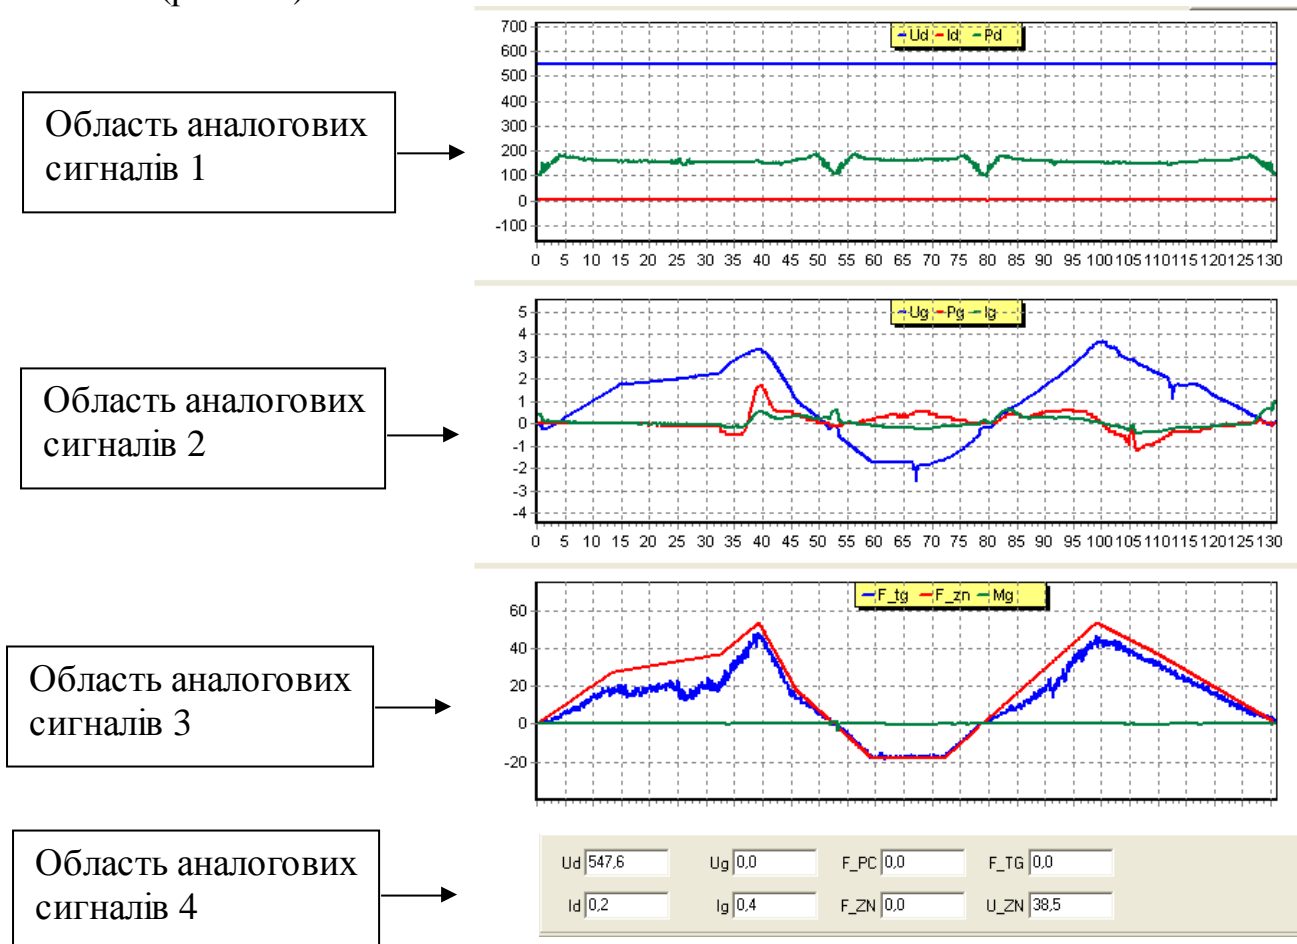 700
600
500
400
300
200
100
0
-100
Ud Id Pd
0 5 10 15 20 25 30 35 40 45 50 55 60 65 70 75 80 85 90 95 100 105 110 115 120 125 130
Область аналогових
сигналів 1
5
4
3
2
1
0
-1
-2
-3
-4
Ug Pg Ig
0 5 10 15 20 25 30 35 40 45 50 55 60 65 70 75 80 85 90 95 100 105 110 115 120 125 130
Область аналогових
сигналів 2
60
40
20
0
-20
F_tg F_zn Mg
Область аналогових
сигналів 3
Область аналогових
сигналів 4
Ud 547,6 Ug 0,0 F_PC 0,0 F_TG 0,0
Id 0,2 Ig 0,4 F_ZN 0,0 U_ZN 38,5